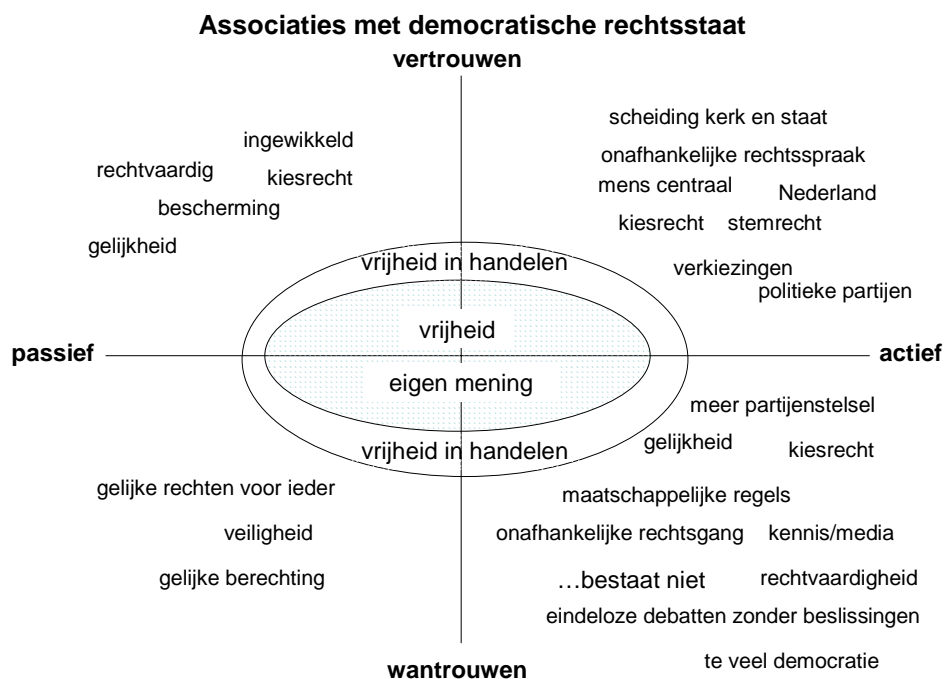 Associaties met democratische rechtsstaat
vertrouwen
scheiding kerk en staat
ingewikkeld
onafhankelijke rechtsspraak
rechtvaardig
kiesrecht
mens centraal
Nederland
bescherming
kiesrecht
stemrecht
gelijkheid
vrijheid in handelen
verkiezingen
politieke partijen
vrijheid
passief
actief
eigen mening
meer partijenstelsel
gelijkheid
kiesrecht
vrijheid in handelen
gelijke rechten voor ieder
maatschappelijke regels
veiligheid
onafhankelijke rechtsgang
kennis/media
gelijke berechting
...bestaat niet
rechtvaardigheid
eindeloze debatten zonder beslissingen
wantrouwen
te veel democratie